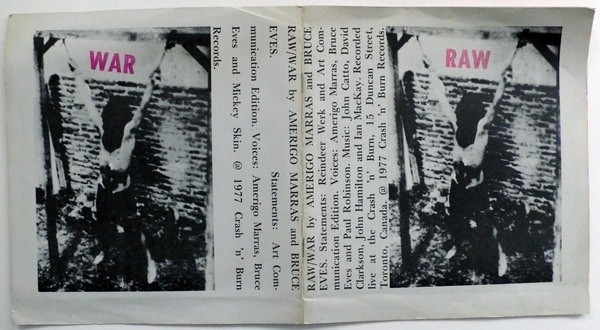 WAR
RAW/WAR by AMERIGO MARRAS and BRUCE
EVES. Statements: Art Com-
munication Edition. Voices: Amerigo Marras, Bruce
Eves and Mickey Skin. @ 1977 Crash 'n' Burn
Records.
RAW/WAR by AMERIGO MARRAS and BRUCE
EVES. Statements: Reindeer Werk and Art Com-
munication Edition. Voices: Amerigo Marras, Bruce
Eves and Paul Robinson. Music: John Catto, David
Clarkson, John Hamilton and Ian MacKay. Recorded
live at the Crash 'n' Burn, 15 Duncan Street,
Toronto, Canada. @ 1977 Crash 'n' Burn Records.
RAW